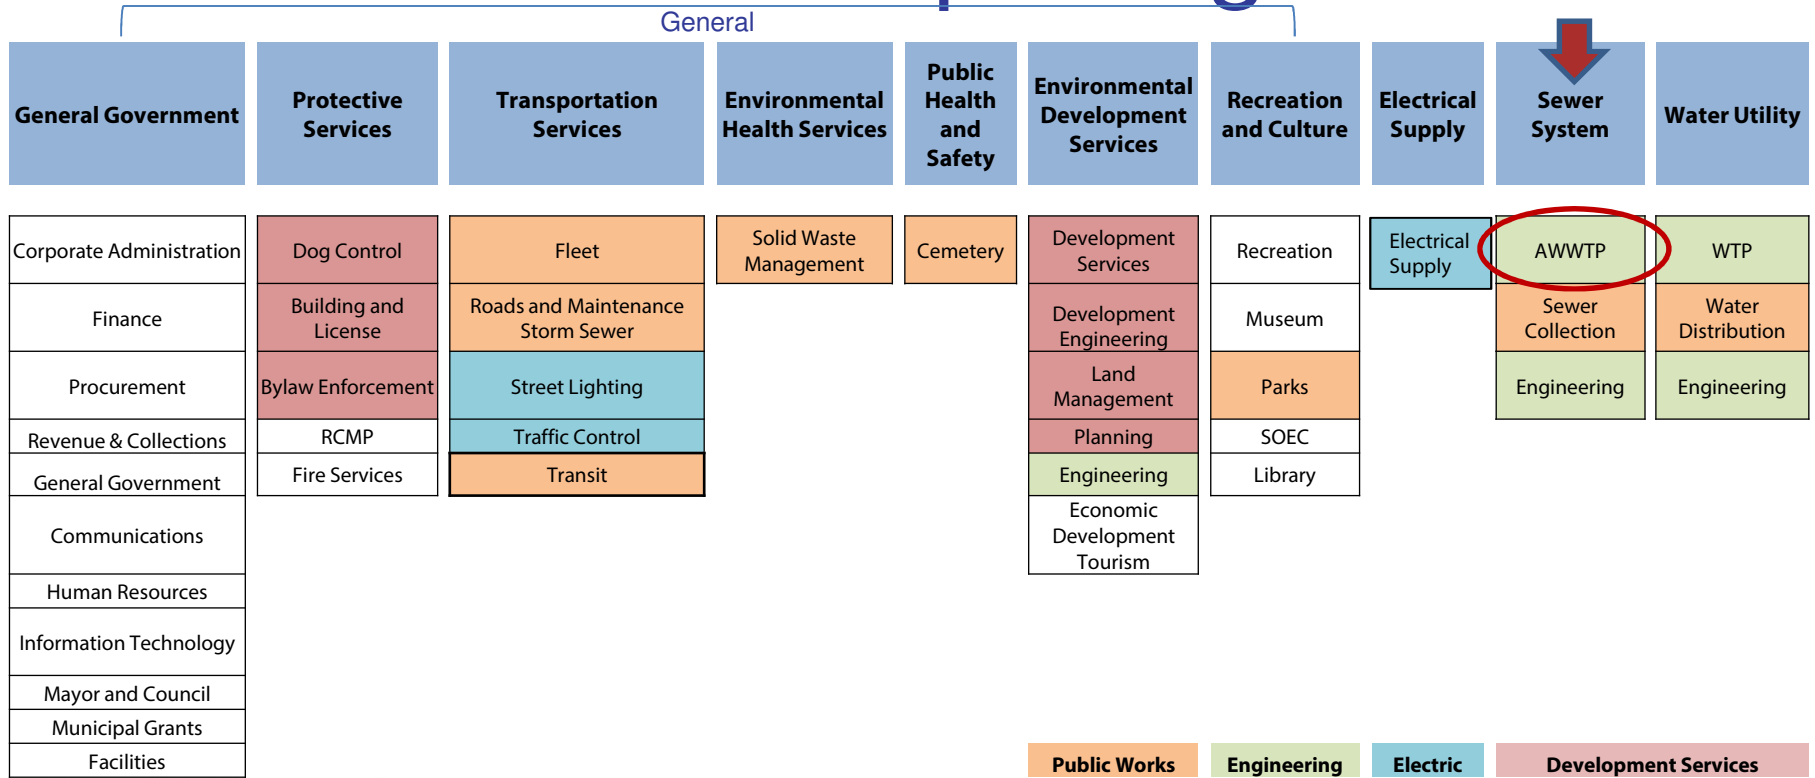 General
General Government
Protective
Services
Transportation
Services
Environmental
Health Services
Public
Health
and
Safety
Environmental
Development
Services
Recreation
and Culture
Electrical
Supply
Sewer
System
Water Utility
Corporate Administration
Finance
Procurement
Revenue & Collections
General Government
Communications
Human Resources
Information Technology
Mayor and Council
Municipal Grants
Facilities
Dog Control
Building and
License
Bylaw Enforcement
RCMP
Fire Services
Fleet
Roads and Maintenance
Storm Sewer
Street Lighting
Traffic Control
Transit
Solid Waste
Management
Cemetery
Development
Services
Development
Engineering
Land
Management
Planning
Engineering
Economic
Development
Tourism
Recreation
Museum
Parks
SOEC
Library
Electrical
Supply
AWWTP
Sewer
Collection
Engineering
WTP
Water
Distribution
Engineering
Public Works
Engineering
Electric
Development Services